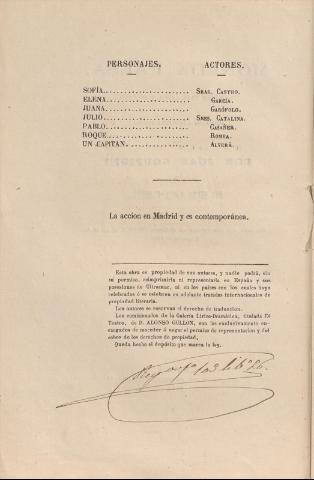 PERSONAJES. ACTORES.
SOFÍA........................ SRAS. CASTRO.
ELENA........................ GARCÍA.
JUANA........................ GARÓFOLO.
JULIO........................ SRES. CATALINA.
PABLO........................ CASAÑER.
ROQUE........................ ROMEA.
UN CAPITAN................... ALVERÁ.
La accion en Madrid y es contemporánea.
Esta obra es propiedad de sus autores, y nadie podrá, sin
su permiso, reimprimirla ni representarla en España y sus
posesiones de Ultramar, ni en los países con los cuales haya
celebrados ó se celebren en adelante tratados internacionales de
propiedad literaria.
Los autores se reservan el derecho de traduccion.
Los comisionados de la Galería Lírico-Dramática, titulada El
Teatro, de D. ALONSO GULLON, son los exclusivamente en-
cargados de conceder ó negar el permiso de representacion y del
cobro de los derechos de propiedad.
Queda hecho el depósito que marca la ley.